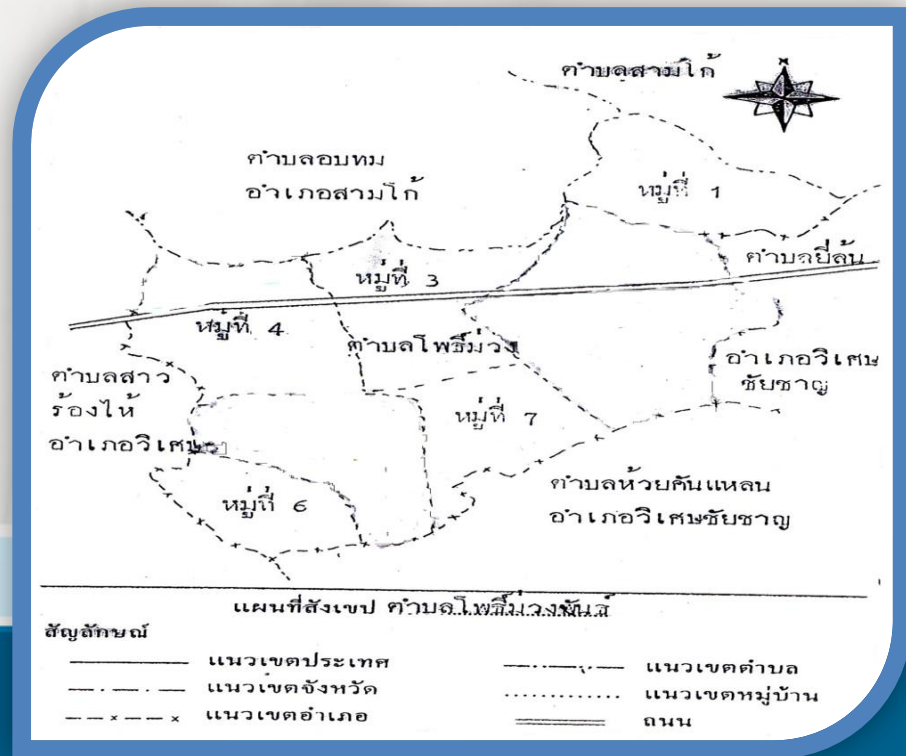 ตำบลสามโก้
ตำบลอบทม
อำเภอสามโก้
หมู่ที่ 1
ตำบลยี่ล้น
หมู่ที่ 3
หมู่ที่ 4
ตำบลโพธิ์ม่วง
อำเภอวิเศษ
ชัยชาญ
ตำบลสาว
ร้องไห้
อำเภอวิเศษ
หมู่ที่ 7
ตำบลห้วยคันแหลน
อำเภอวิเศษชัยชาญ
หมู่ที่ 6
แผนที่สังเขป ตำบลโพธิ์ม่วงพันธ์
สัญลักษณ์
แนวเขตประเทศ
แนวเขตตำบล
แนวเขตจังหวัด
แนวเขตหมู่บ้าน
แนวเขตอำเภอ
ถนน